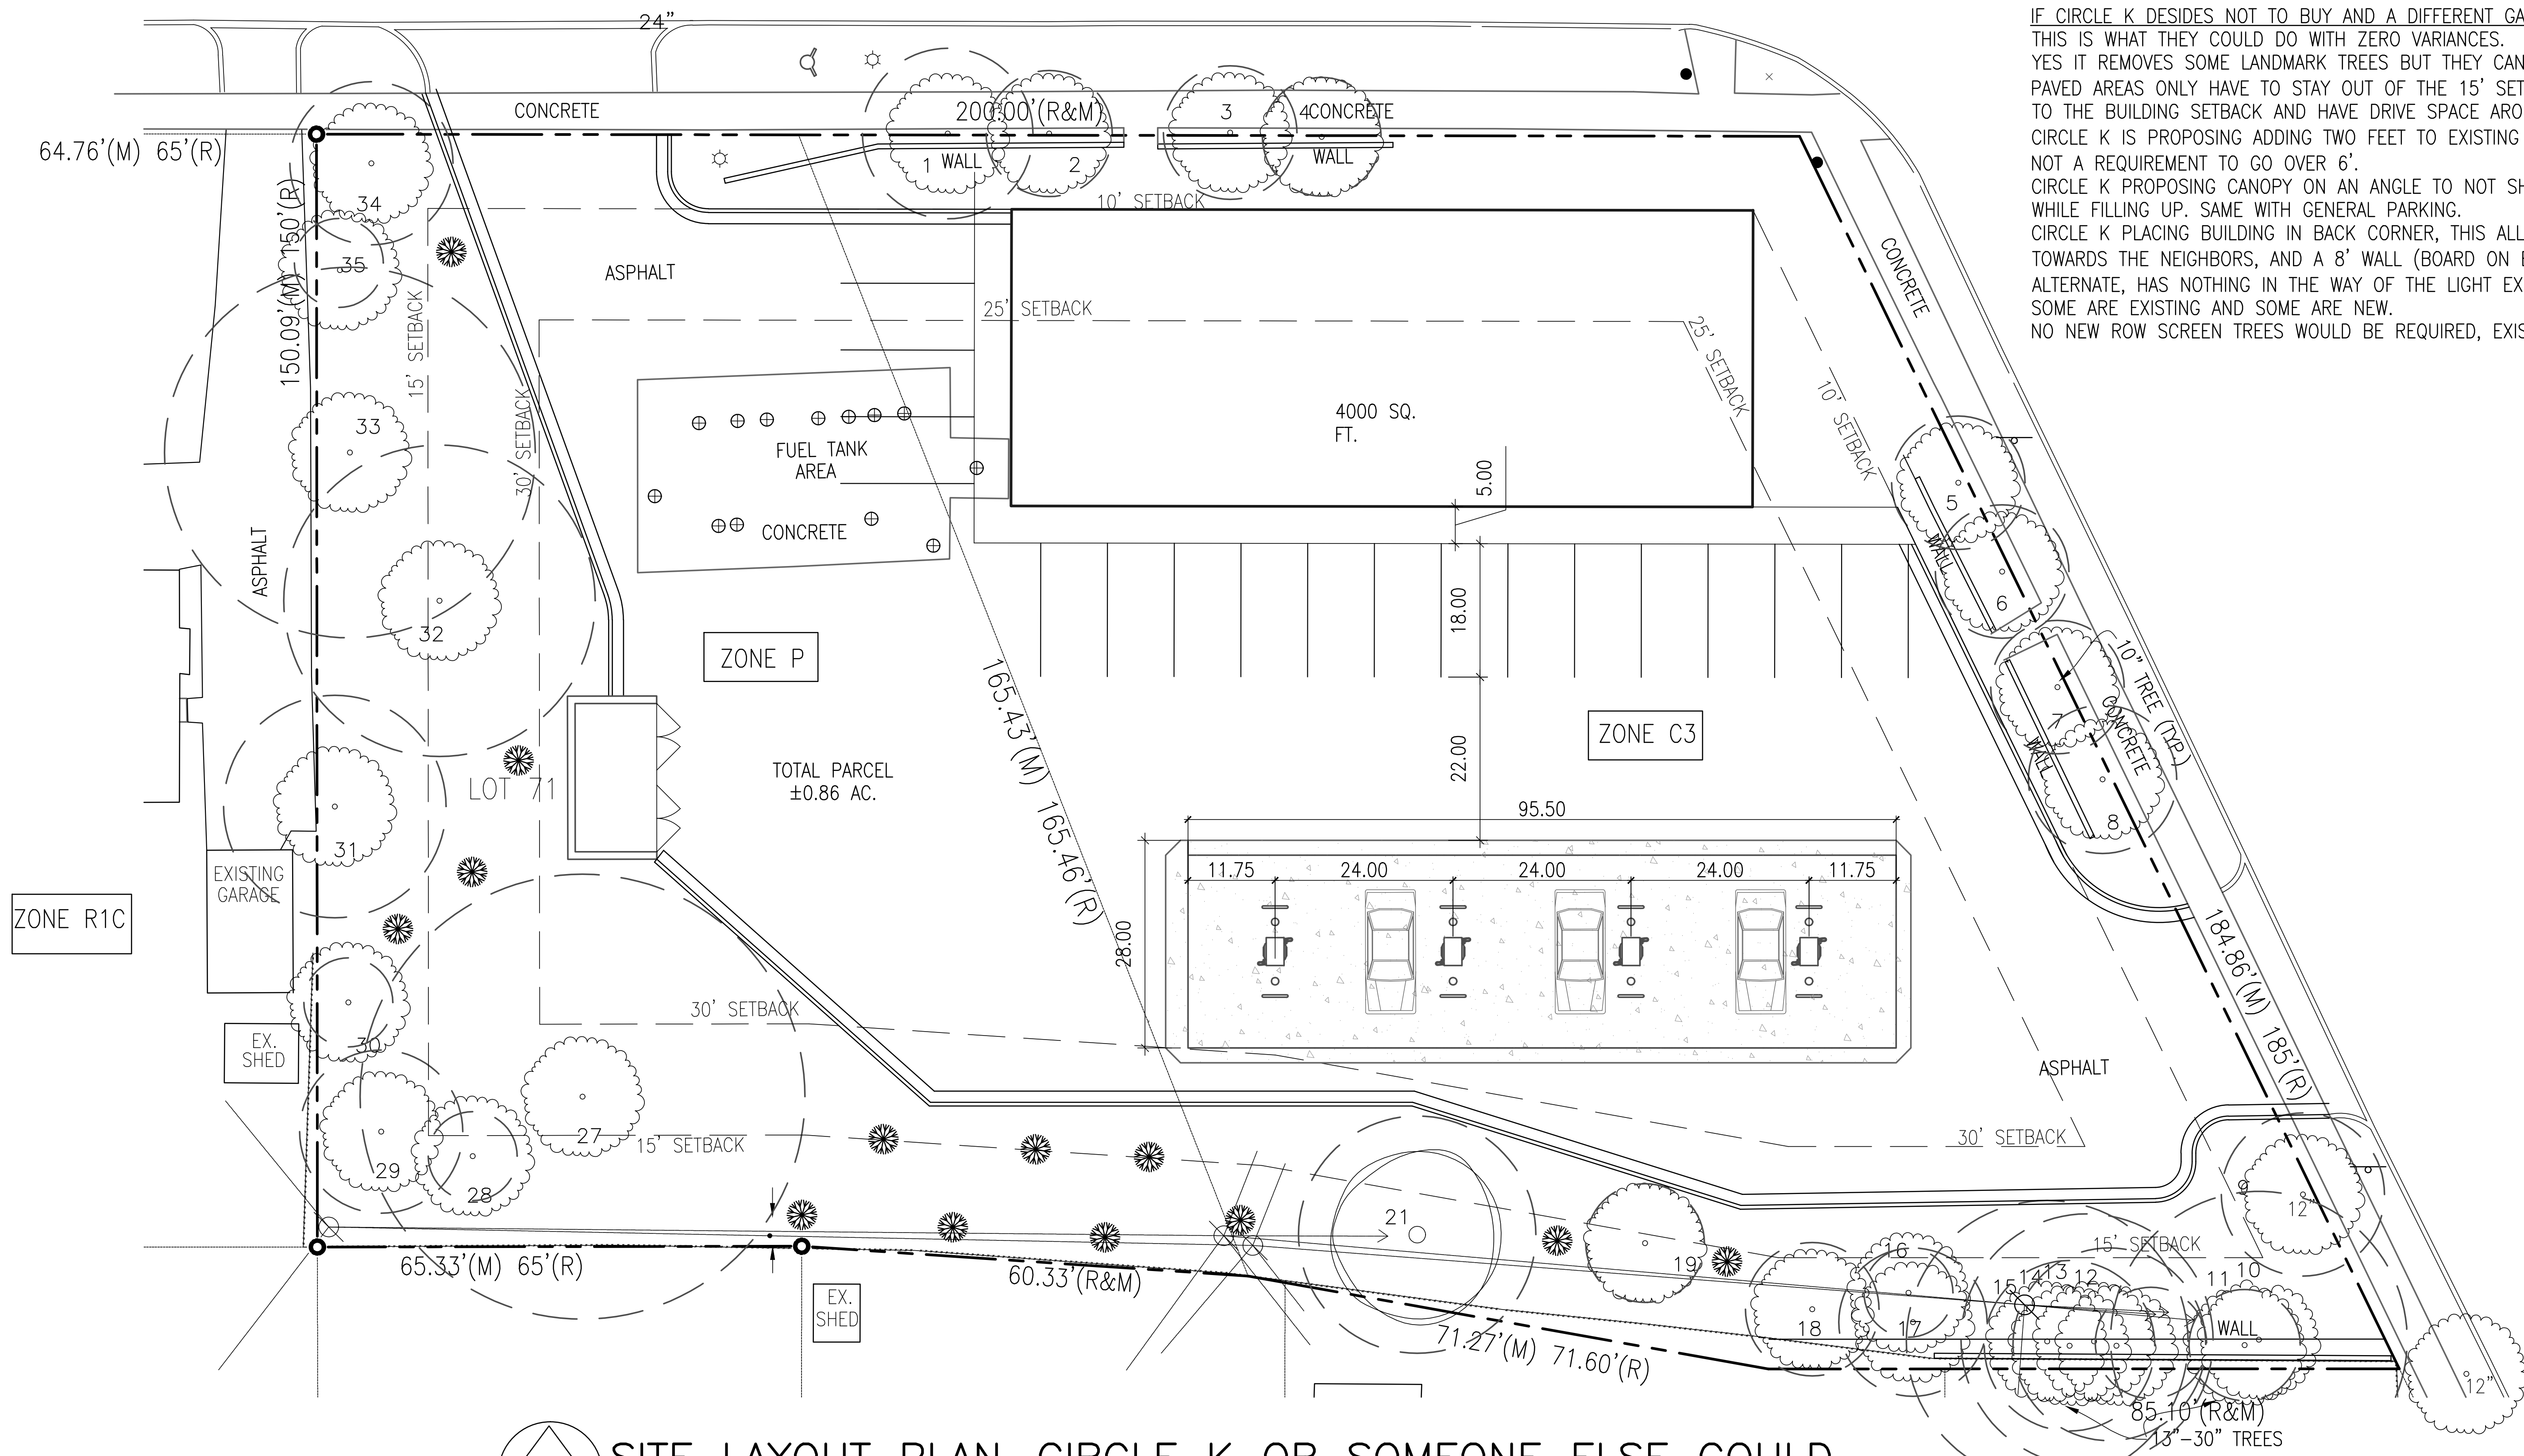 24"
IF CIRCLE K DESIDES NOT TO BUY AND A DIFFERENT
THIS IS WHAT THEY COULD DO WITH ZERO VARIANCES.
YES IT REMOVES SOME LANDMARK TREES BUT THEY CAN
PAVED AREAS ONLY HAVE TO STAY OUT OF THE 15'
TO THE BUILDING SETBACK AND HAVE DRIVE SPACE
CIRCLE K IS PROPOSING ADDING TWO FEET TO EXISTING
NOT A REQUIREMENT TO GO OVER 6'.
CIRCLE K PROPOSING CANOPY ON AN ANGLE TO NOT
WHILE FILLING UP. SAME WITH GENERAL PARKING.
CIRCLE K PLACING BUILDING IN BACK CORNER, THIS
TOWARDS THE NEIGHBORS, AND A 8' WALL (BOARD ON
ALTERNATE, HAS NOTHING IN THE WAY OF THE LIGHT
SOME ARE EXISTING AND SOME ARE NEW.
NO NEW ROW SCREEN TREES WOULD BE REQUIRED,
CONCRETE
200.00'(R&M)
3
4
CONCRETE
64.76'(M) 65'(R)
1
WALL
2
WALL
34
10' SETBACK
150.09'(M) 150'(R)
35
ASPHALT
CONCRETE
15' SETBACK
25' SETBACK
25' SETBACK
10' SETBACK
30' SETBACK
33
4000 SQ.
FT.
FUEL TANK
AREA
5.00
5
CONCRETE
ASPHALT
WALL
6
18.00
32
ZONE P
10" TREE (TYP.)
165.43'(M) 165.46'(R)
7
CONCRETE
ZONE C3
22.00
WALL
TOTAL PARCEL
±0.86 AC.
LOT 71
95.50
8
31
EXISTING
GARAGE
11.75
24.00
24.00
24.00
11.75
ZONE R1C
28.00
184.86'(M) 185'(R)
30' SETBACK
30
EX.
SHED
ASPHALT
27
15' SETBACK
30' SETBACK
29
28
9
12"
21
19
16
15' SETBACK
15
14
13
12
11
10
65.33'(M) 65'(R)
60.33'(R&M)
EX.
SHED
18
17
WALL
71.27'(M) 71.60'(R)
12"
85.10'(R&M)
13"-30" TREES
SITE LAYOUT PLAN CIRCLE K OR SOMEONE ELSE COULD